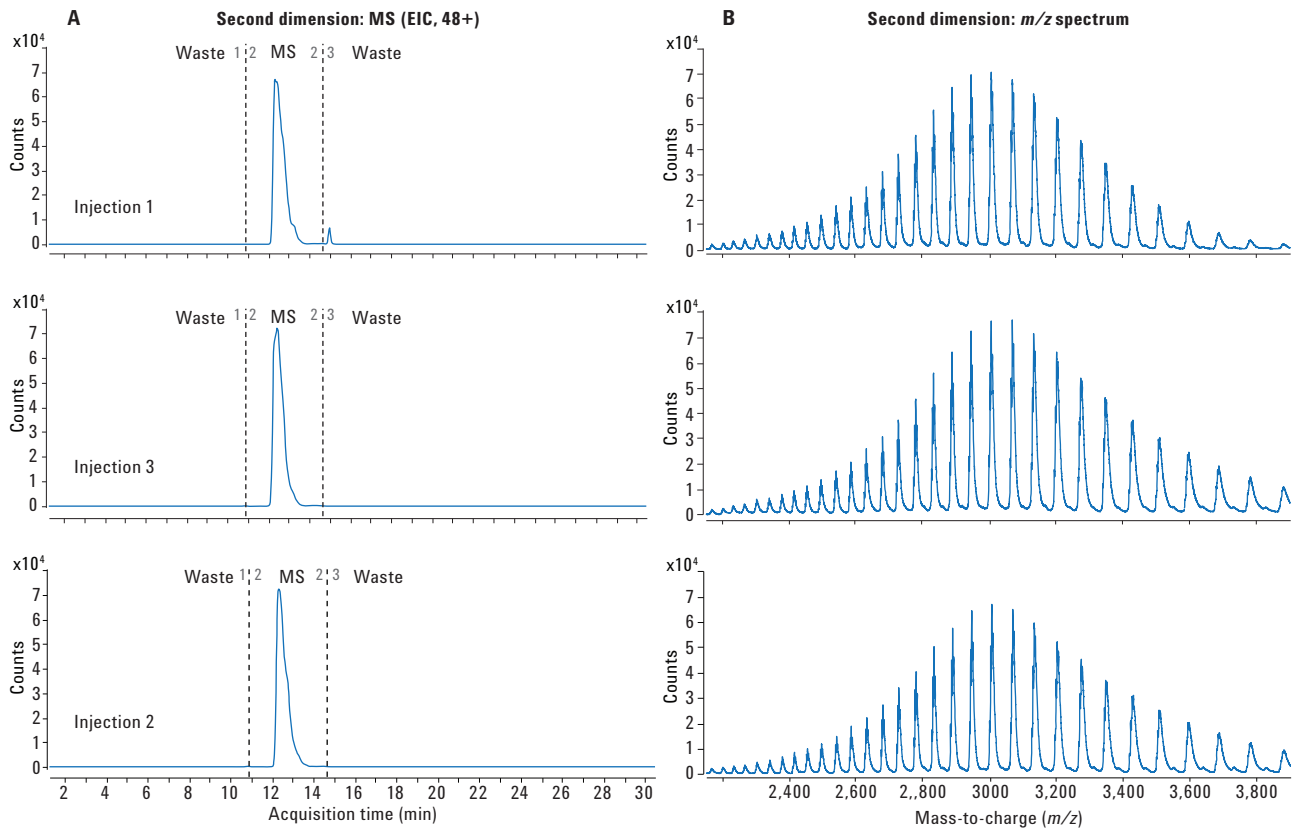 A Second dimension: MS (EIC, 48+)
x10⁴
Waste 1 2 MS 2 3 Waste
7
6
5
4
3
2
1
0
Counts
Injection 1
x10⁴
Waste 1 2 MS 2 3 Waste
7
6
5
4
3
2
1
0
Counts
Injection 3
x10⁴
Waste 1 2 MS 2 3 Waste
7
6
5
4
3
2
1
0
Counts
Injection 2
2 4 6 8 10 12 14 16 18 20 22 24 26 28 30
Acquisition time (min)
B Second dimension: m/z spectrum
x10⁴
7
6
5
4
3
2
1
0
Counts
x10⁴
7
6
5
4
3
2
1
0
Counts
x10⁴
7
6
5
4
3
2
1
0
Counts
2,400 2,600 2,,800 3000 3,200 3,400 3,600 3,800
Mass-to-charge (m/z)